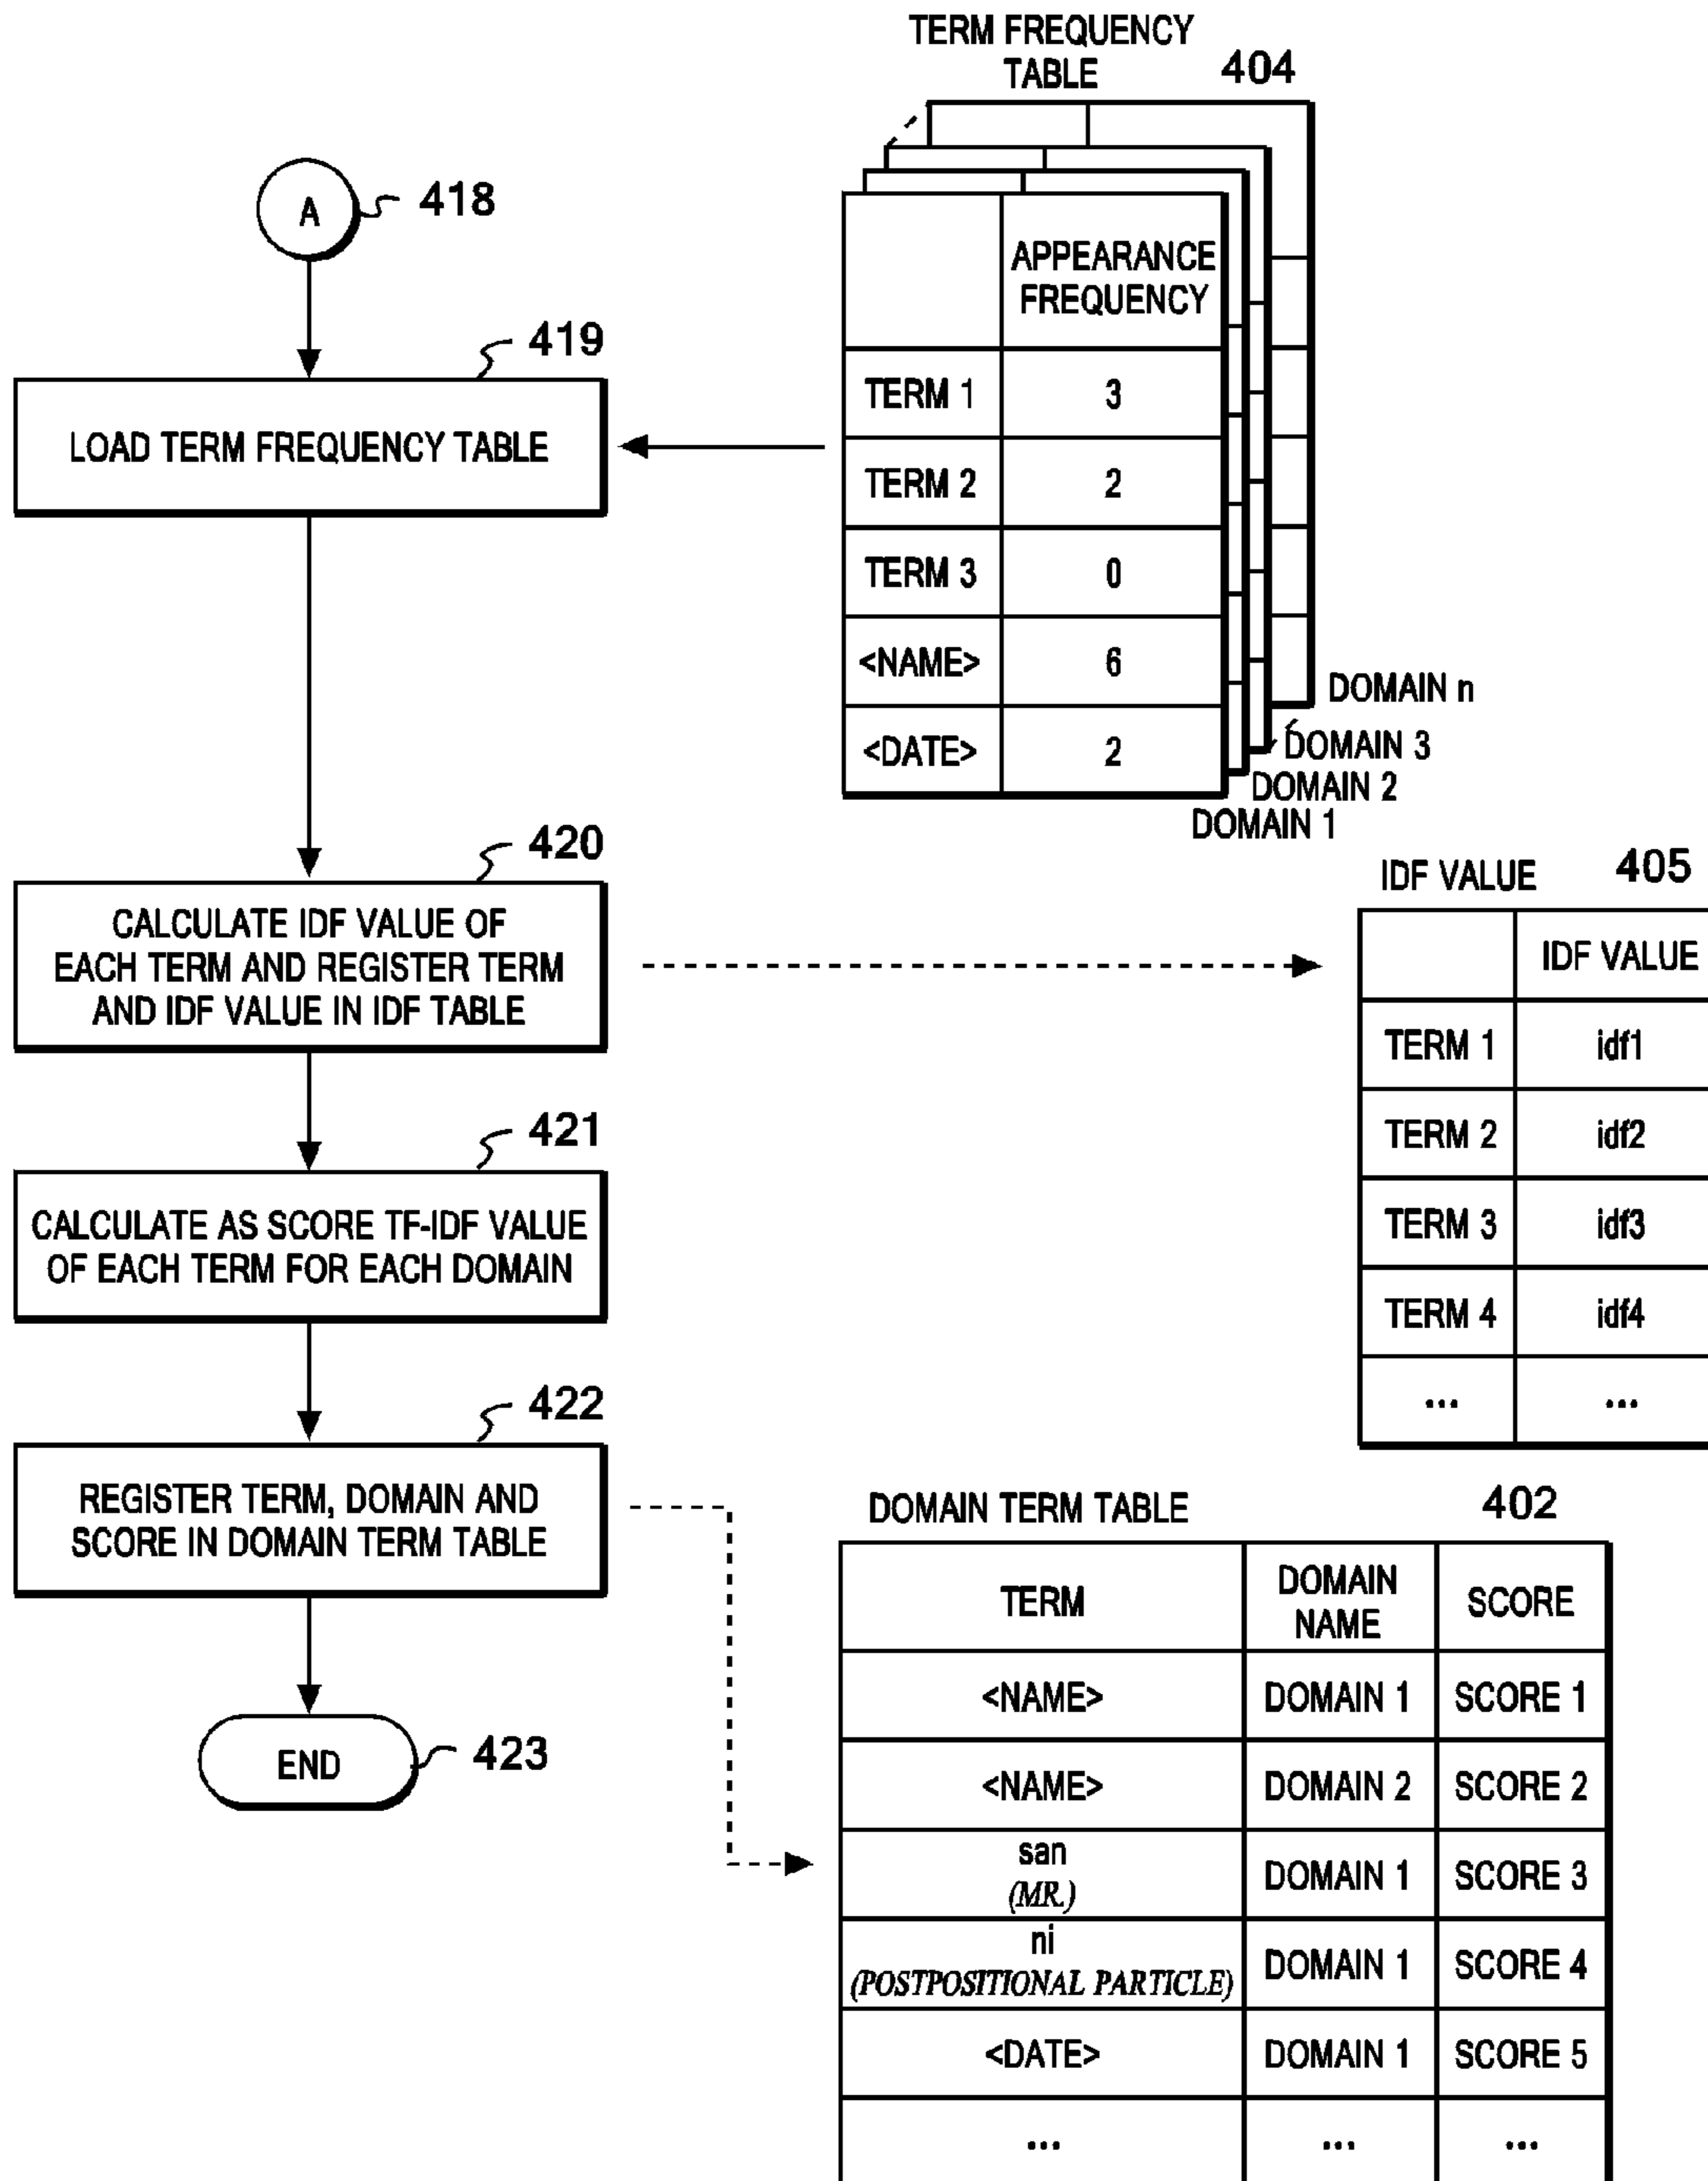 TERM FREQUENCY
TABLE
404
A
418
APPEARANCE
FREQUENCY
TERM 1 3
TERM 2 2
TERM 3 0
<NAME> 6
<DATE> 2
DOMAIN n
DOMAIN 3
DOMAIN 2
DOMAIN 1
419
LOAD TERM FREQUENCY TABLE
420
CALCULATE IDF VALUE OF
EACH TERM AND REGISTER TERM
AND IDF VALUE IN IDF TABLE
IDF VALUE
405
IDF VALUE
TERM 1 idf1
TERM 2 idf2
TERM 3 idf3
TERM 4 idf4
... ...
421
CALCULATE AS SCORE TF-IDF VALUE
OF EACH TERM FOR EACH DOMAIN
422
REGISTER TERM, DOMAIN AND
SCORE IN DOMAIN TERM TABLE
END
423
DOMAIN TERM TABLE
402
TERM
DOMAIN
NAME
SCORE
<NAME> DOMAIN 1 SCORE 1
<NAME> DOMAIN 2 SCORE 2
san
(MR.)
DOMAIN 1 SCORE 3
ni
(POSTPOSITIONAL PARTICLE)
DOMAIN 1 SCORE 4
<DATE> DOMAIN 1 SCORE 5
... ... ...